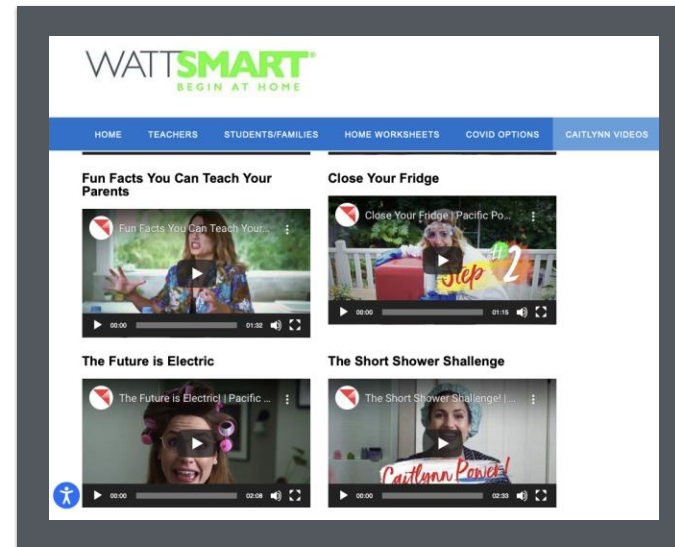 WATTSMART®
BEGIN AT HOME
HOME TEACHERS STUDENTS/FAMILIES HOME WORKSHEETS COVID OPTIONS CAITLYNN VIDEOS
Fun Facts You Can Teach Your
Parents
Fun Facts You Can Teach Your...
00:00 01:32
Close Your Fridge
Close Your Fridge | Pacific Po...
Step #2
00:00 01:15
The Future is Electric
The Future is Electric! | Pacific ...
00:00 02:08
The Short Shower Shallenge
The Short Shower Shallenge! | ...
Caitlynn Power!
00:00 02:33